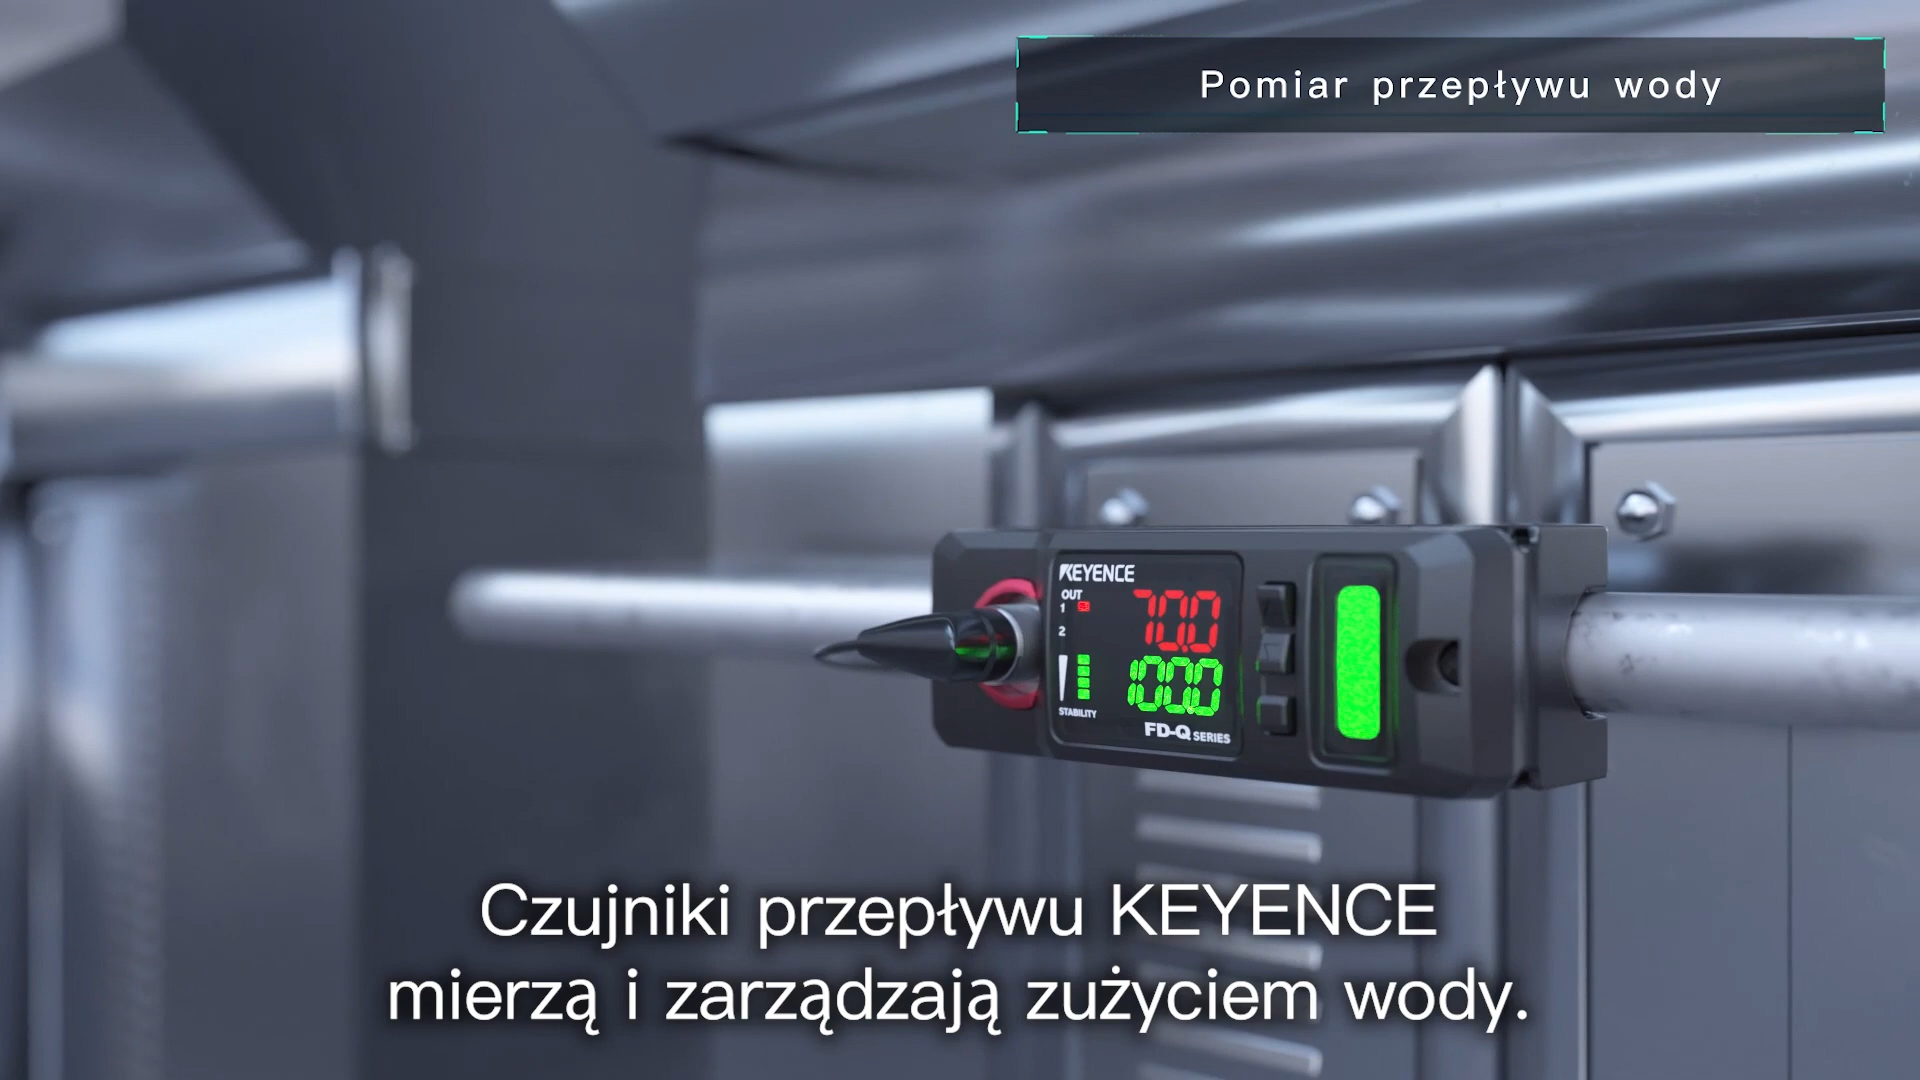 Pomiar przepływu wody
KEYENCE
OUT
1
70.0
2
100.0
STABILITY
FD-Q SERIES
Czujniki przepływu KEYENCE
mierzą i zarządzają zużyciem wody.